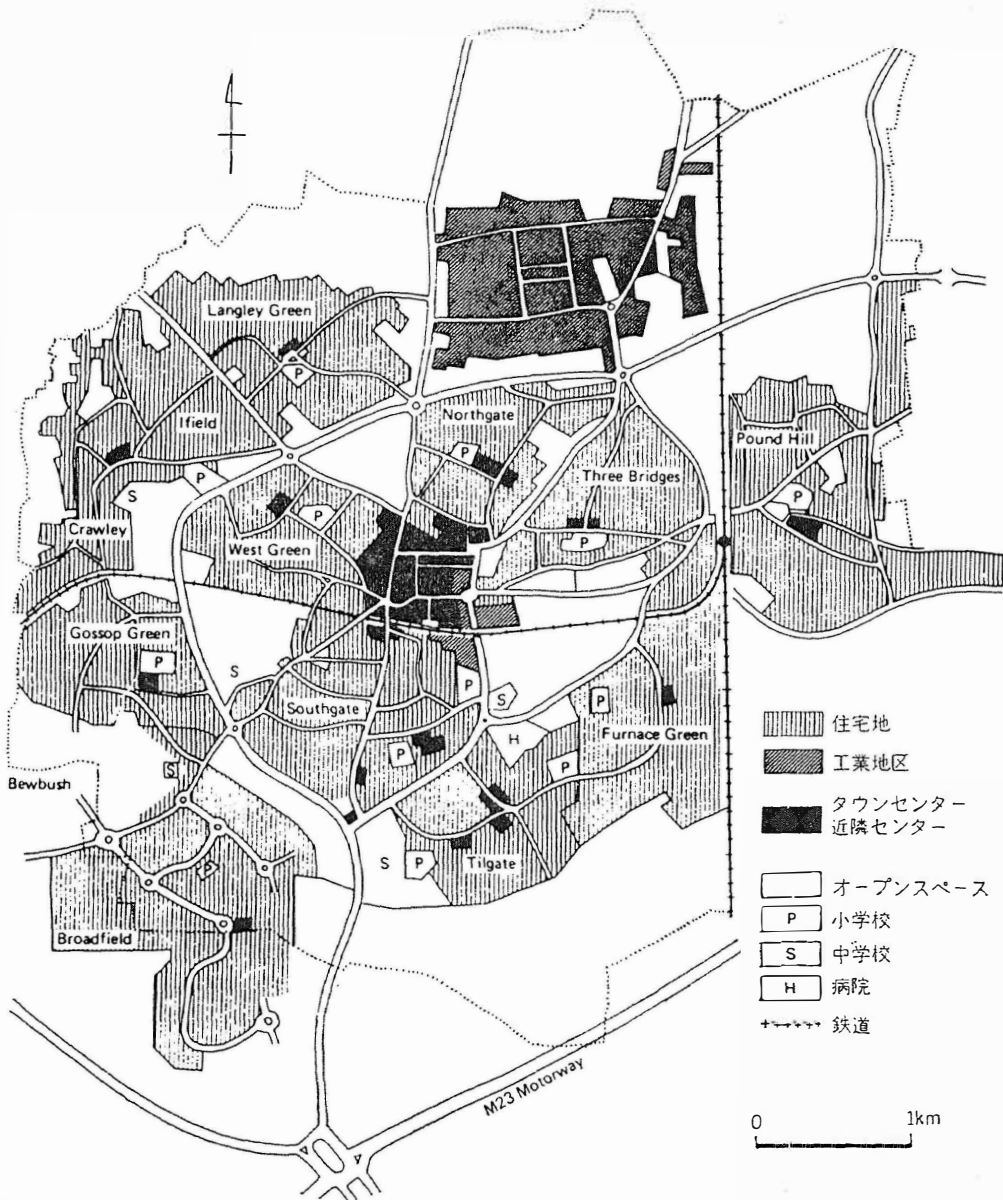 Langley Green
P
Ifield
Northgate
Pound Hill
P
Three Bridges
P
S
P
P
Crawley
West Green
P
Gossop Green
P
S
Southgate
P
S
P
Furnace Green
H
P
P
S
Bewbush
S
P
Tilgate
P
Broadfield
M23 Motorway
住宅地
工業地区
タウンセンター
近隣センター
オープンスペース
P 小学校
S 中学校
H 病院
鉄道
0 1km